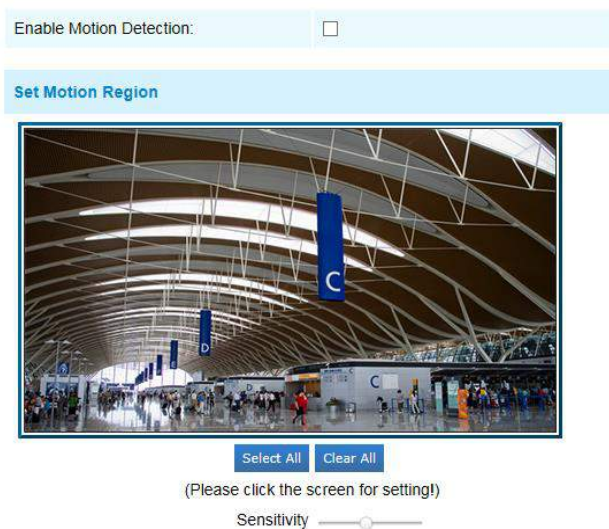 Enable Motion Detection:
Set Motion Region
C
D
C
D
Select All Clear All
(Please click the screen for setting!)
Sensitivity